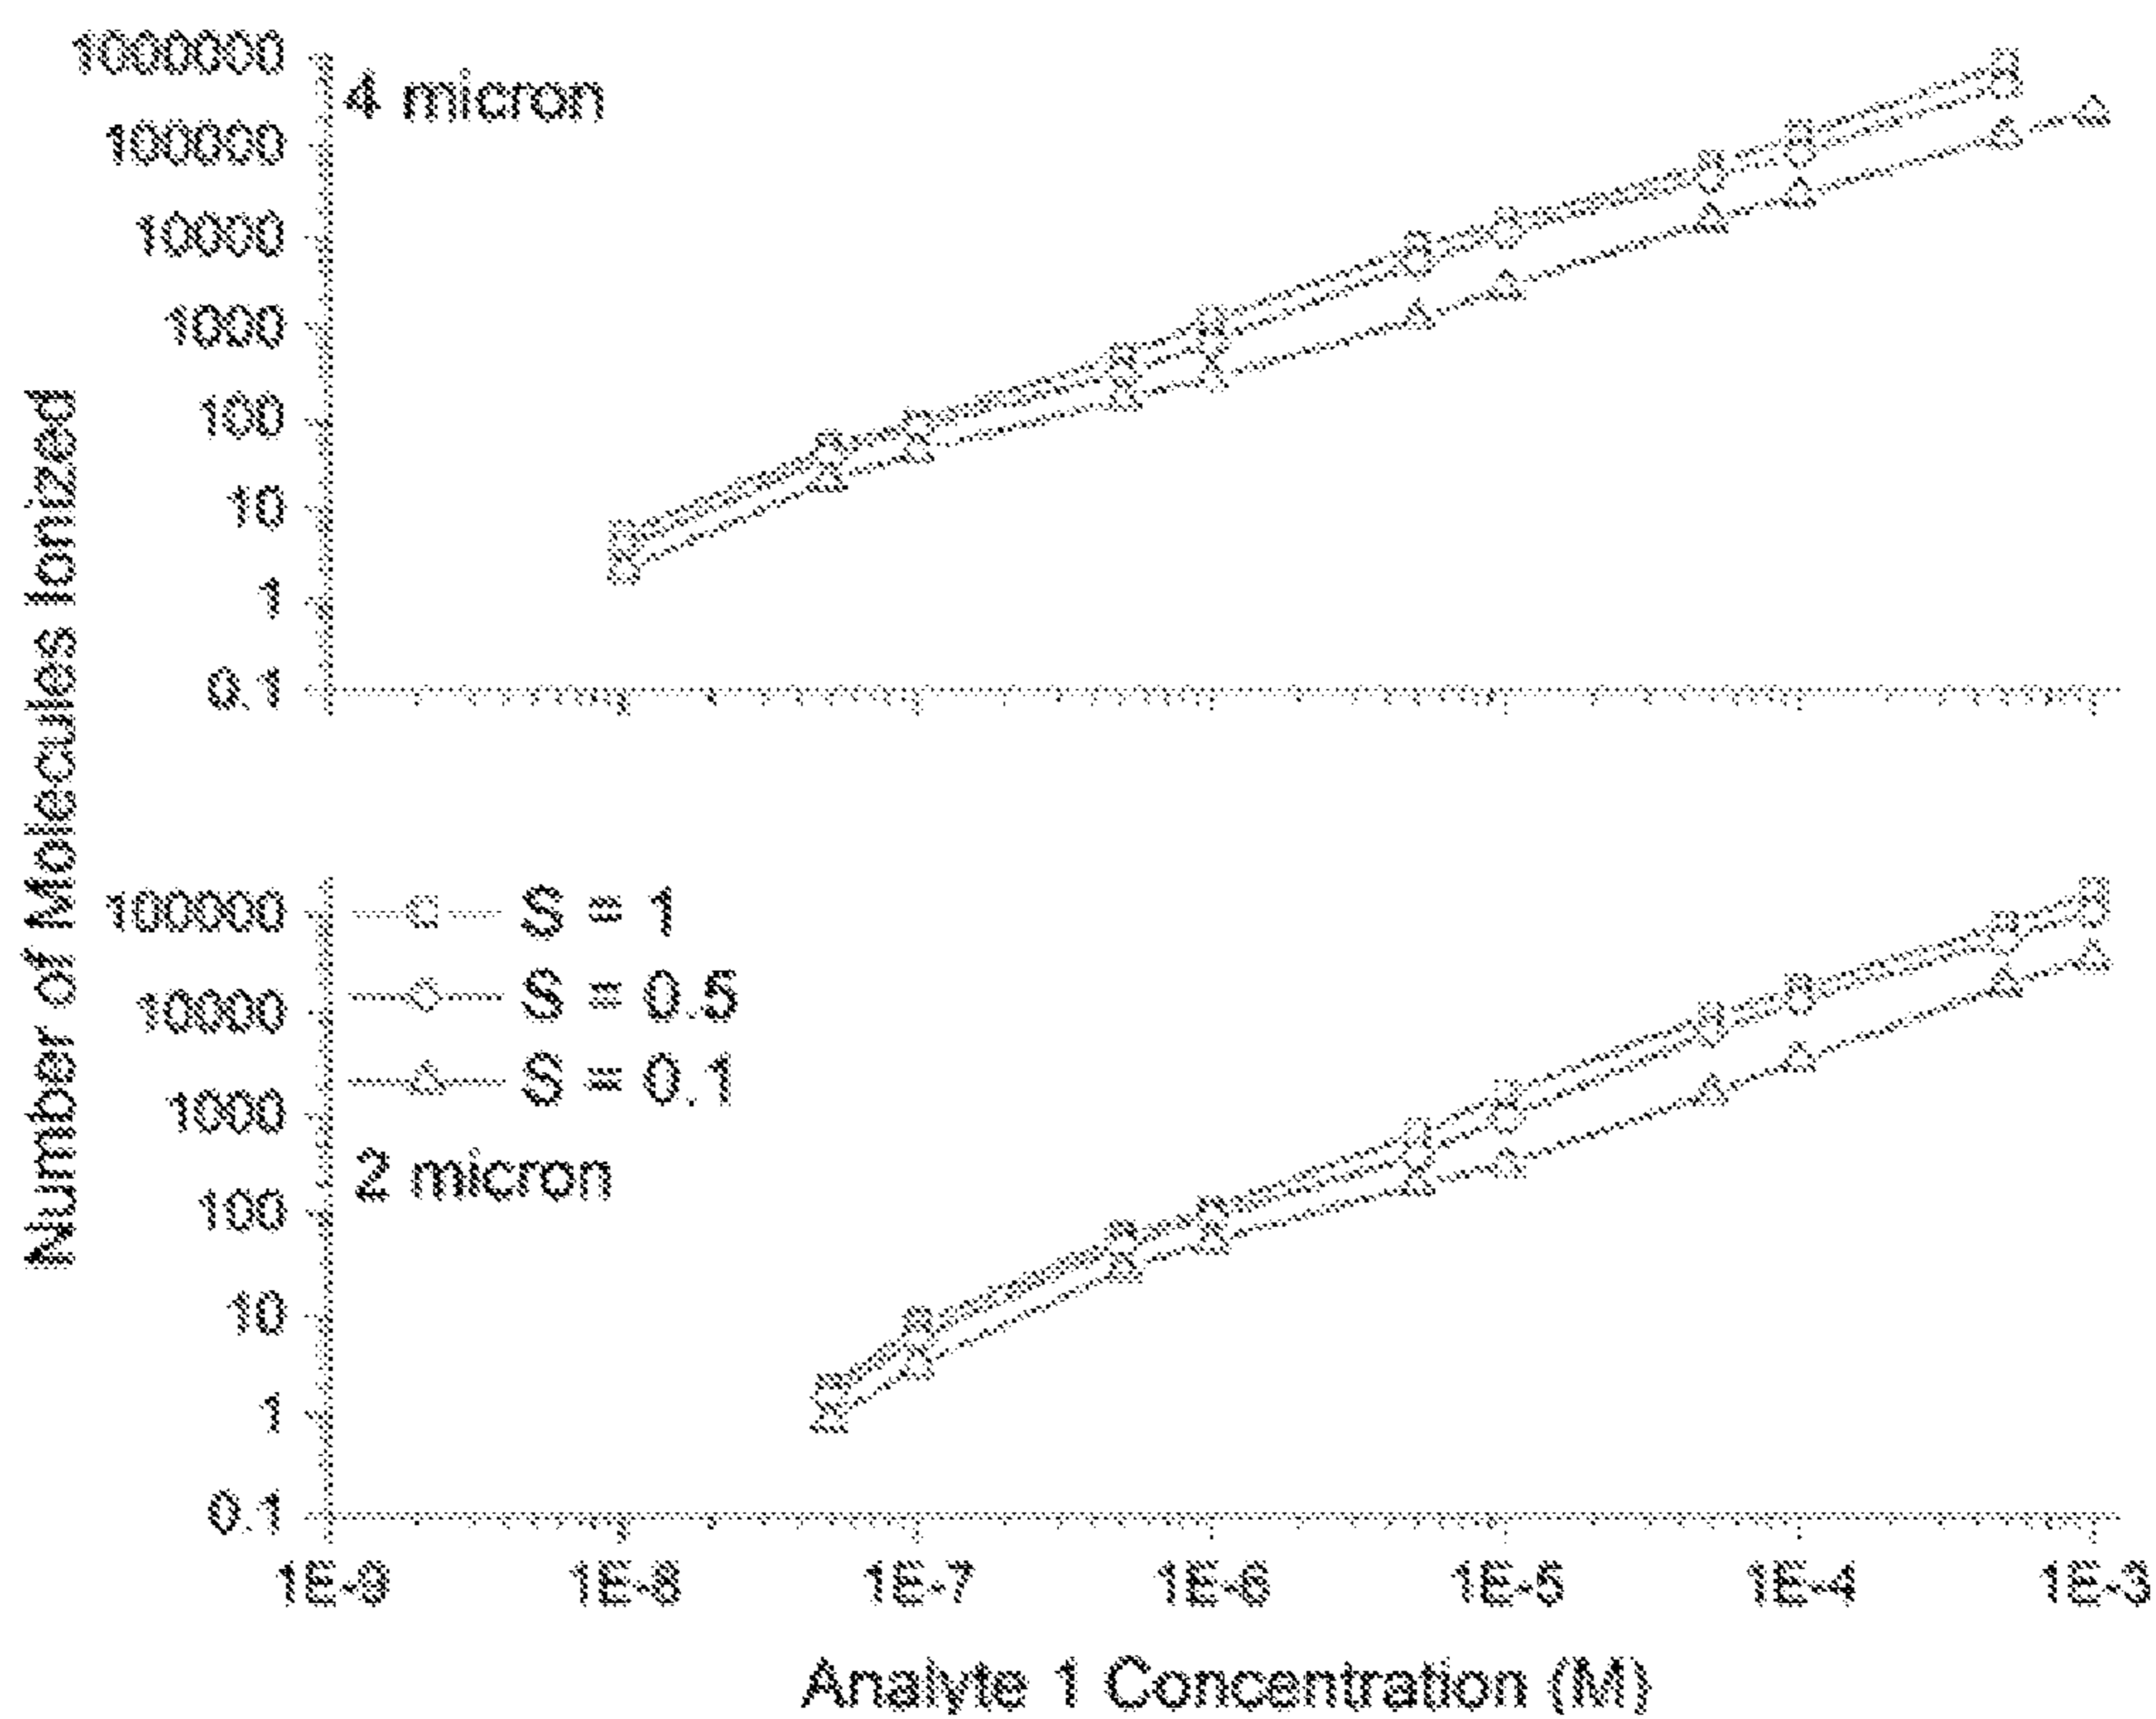 1000000
4 micron
100000
10000
1000
100
10
1
0.1
Number of Molecules Ionized
100000
S = 1
10000
S = 0.5
1000
S = 0.1
2 micron
100
10
1
0.1
1E-9 1E-8 1E-7 1E-6 1E-5 1E-4 1E-3
Analyte 1 Concentration (M)